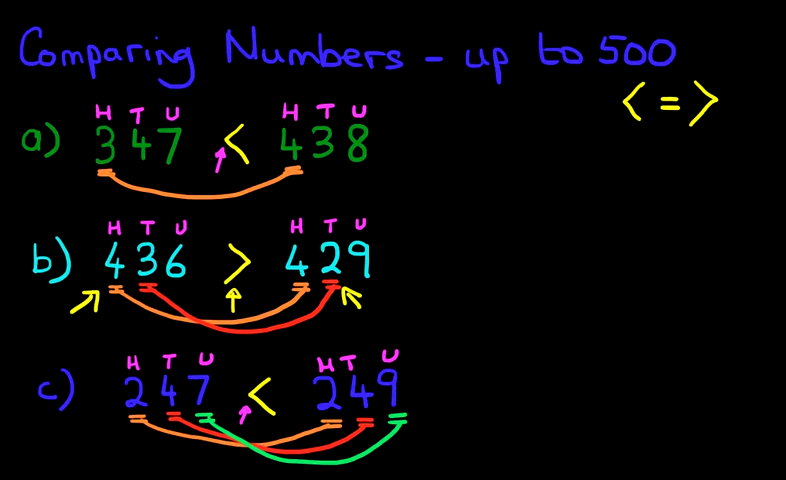 Comparing Numbers - up to 500
< = >
H T U H T U
a) 347 < 438
H T U H T U
b) 436 > 429
H T U H T U
c) 247 < 249